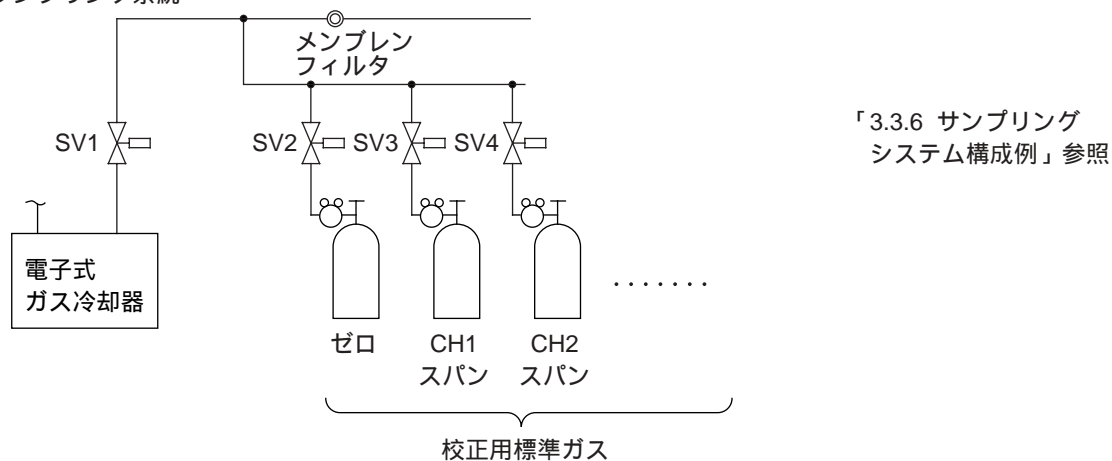 メンブレン
フィルタ
SV1
SV2
SV3
SV4
「3.3.6 サンプリング
システム構成例」参照
電子式
ガス冷却器
・・・・・・・
ゼロ
CH1
スパン
CH2
スパン
校正用標準ガス